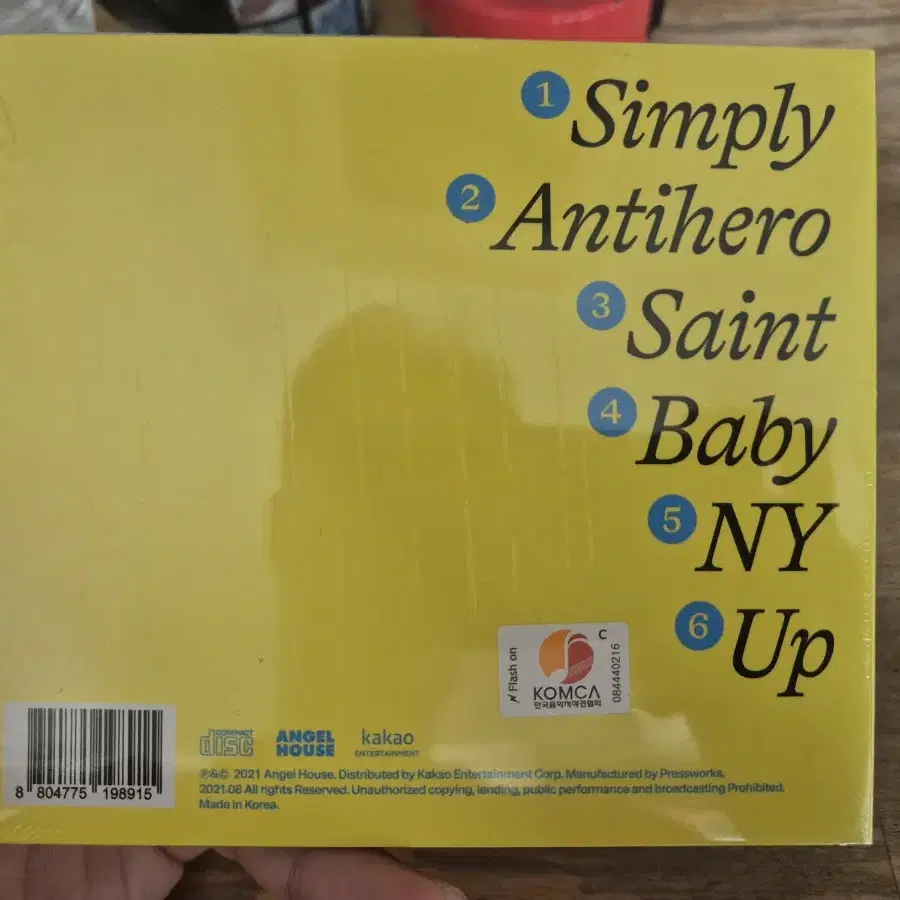 1 Simply
2 Antihero
3 Saint
4 Baby
5 NY
6 Up
Flash on
C
KOMCA
한국음악저작권협회
084440216
8 804775 198915
COMPACT
disc
ANGEL
HOUSE
kakao
ENTERTAINMENT
℗&© 2021 Angel House. Distributed by Kakao Entertainment Corp. Manufactured by Pressworks.
2021.08 All rights Reserved. Unauthorized copying, lending, public performance and broadcasting Prohibited.
Made in Korea.